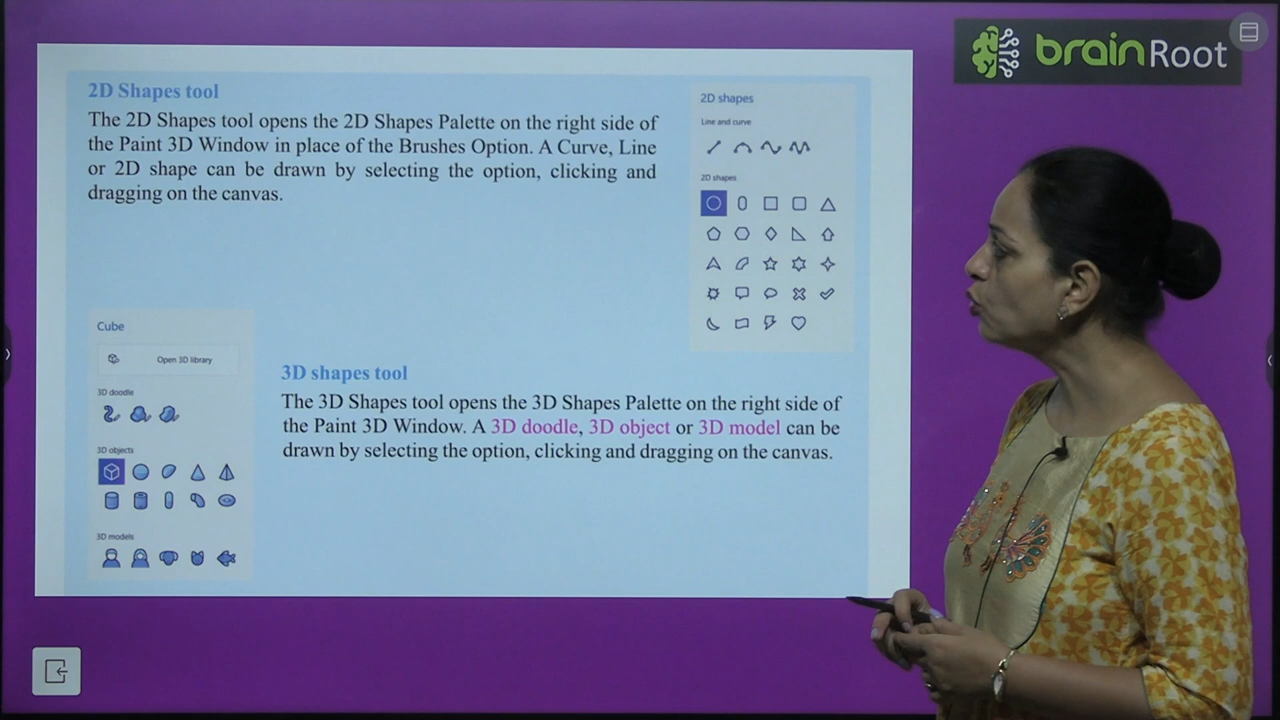 brainRoot
2D Shapes tool
The 2D Shapes tool opens the 2D Shapes Palette on the right side of
the Paint 3D Window in place of the Brushes Option. A Curve, Line
or 2D shape can be drawn by selecting the option, clicking and
dragging on the canvas.
2D shapes
Line and curve
2D shapes
Cube
Open 3D library
3D doodle
3D objects
3D models
3D shapes tool
The 3D Shapes tool opens the 3D Shapes Palette on the right side of
the Paint 3D Window. A 3D doodle, 3D object or 3D model can be
drawn by selecting the option, clicking and dragging on the canvas.